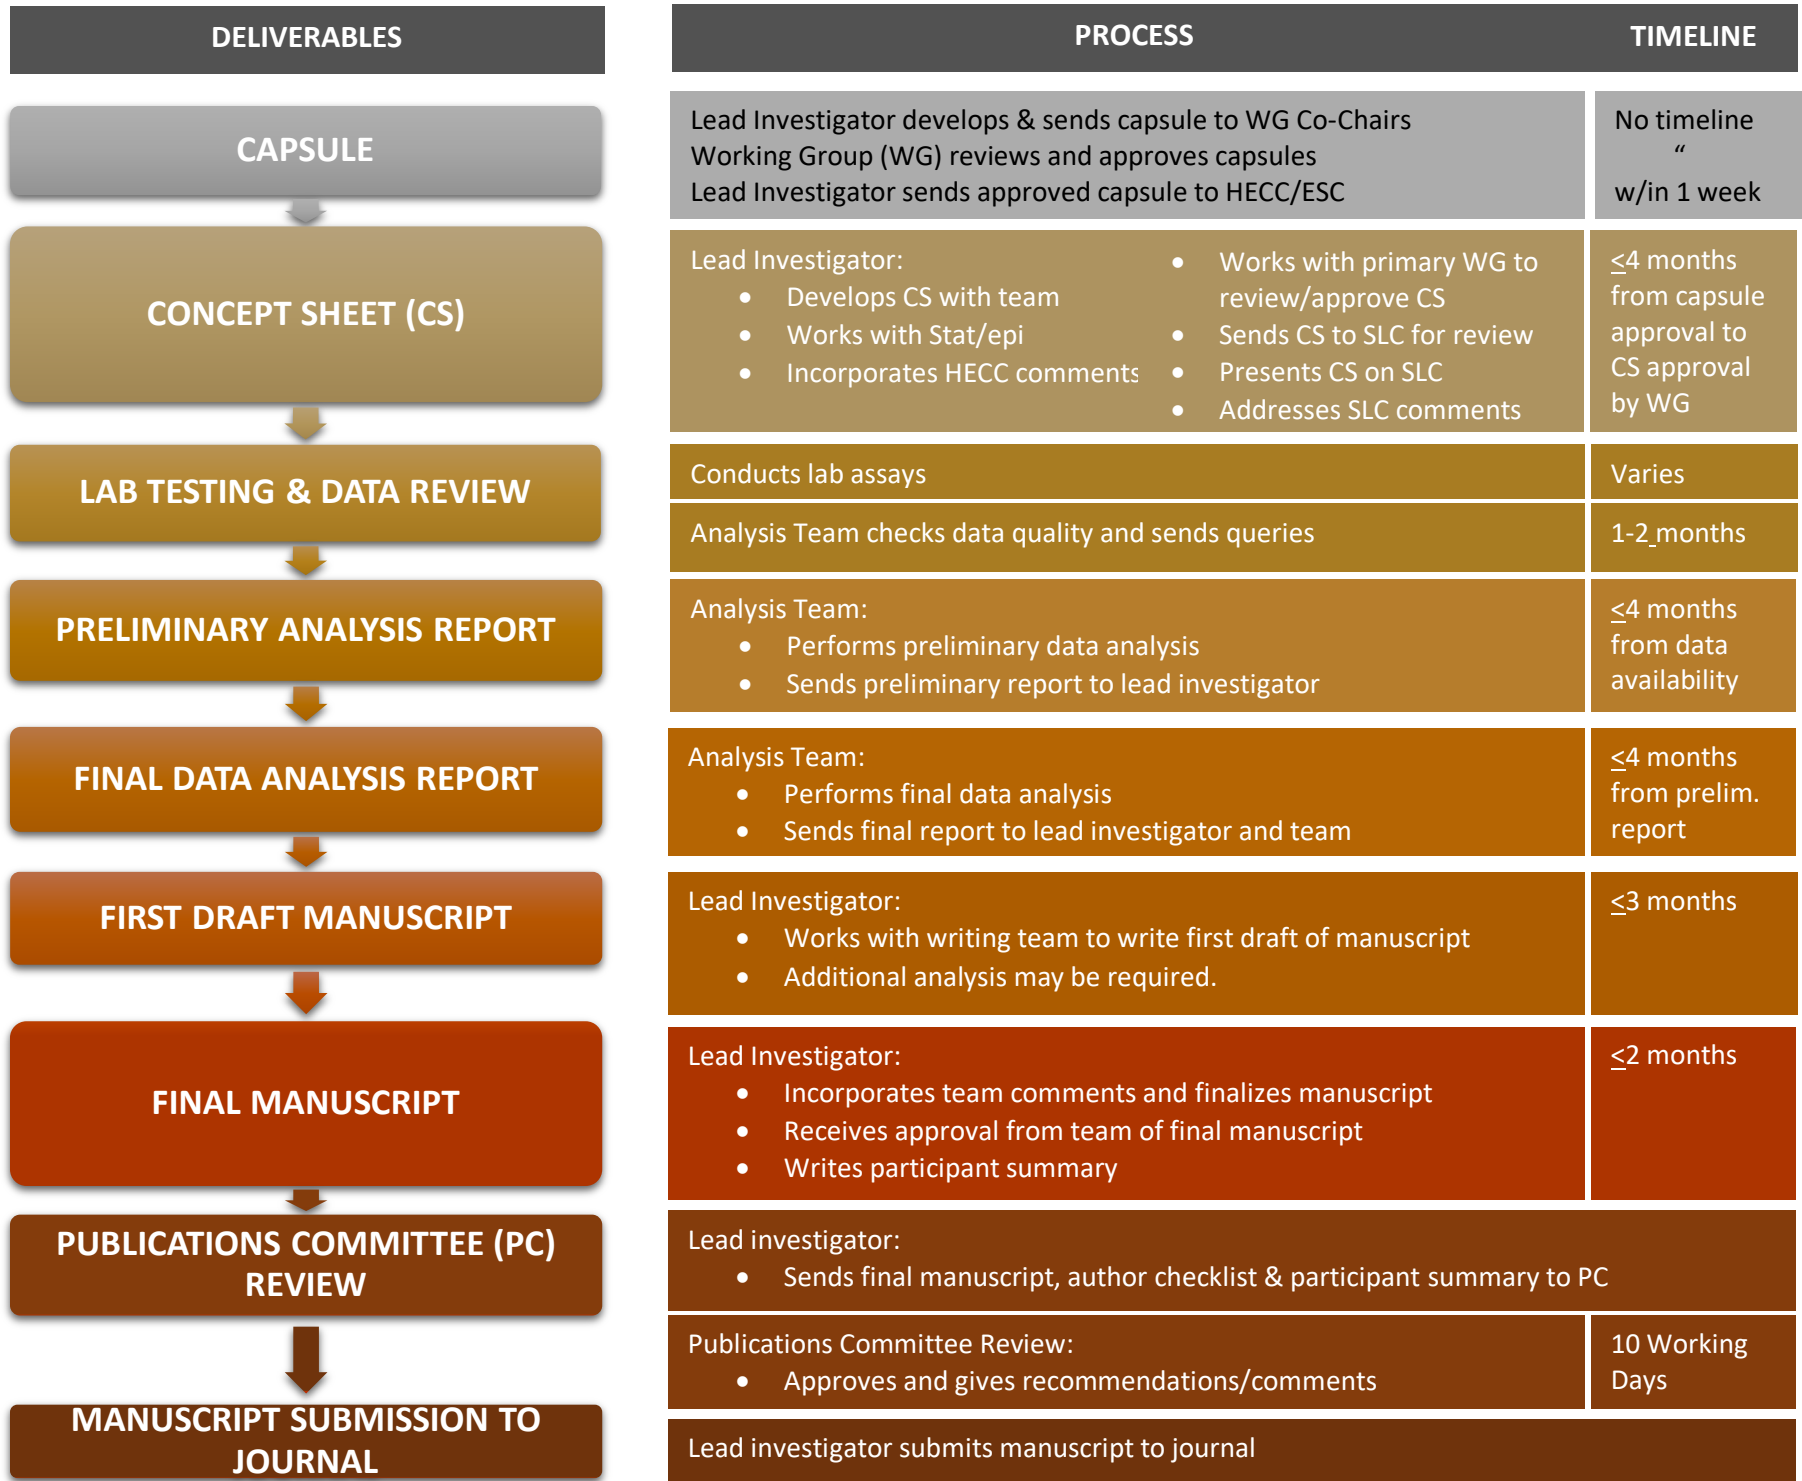 DELIVERABLES
PROCESS
TIMELINE
CAPSULE
Lead Investigator develops & sends capsule to WG Co-Chairs
Working Group (WG) reviews and approves capsules
Lead Investigator sends approved capsule to HECC/ESC
No timeline
“
w/in 1 week
CONCEPT SHEET (CS)
Lead Investigator:
• Develops CS with team
• Works with Stat/epi
• Incorporates HECC comments
• Works with primary WG to
review/approve CS
• Sends CS to SLC for review
• Presents CS on SLC
• Addresses SLC comments
<4 months
from capsule
approval to
CS approval
by WG
LAB TESTING & DATA REVIEW
Conducts lab assays
Varies
Analysis Team checks data quality and sends queries
1-2 months
PRELIMINARY ANALYSIS REPORT
Analysis Team:
• Performs preliminary data analysis
• Sends preliminary report to lead investigator
<4 months
from data
availability
FINAL DATA ANALYSIS REPORT
Analysis Team:
• Performs final data analysis
• Sends final report to lead investigator and team
<4 months
from prelim.
report
FIRST DRAFT MANUSCRIPT
Lead Investigator:
• Works with writing team to write first draft of manuscript
• Additional analysis may be required.
<3 months
FINAL MANUSCRIPT
Lead Investigator:
• Incorporates team comments and finalizes manuscript
• Receives approval from team of final manuscript
• Writes participant summary
<2 months
PUBLICATIONS COMMITTEE (PC)
REVIEW
Lead investigator:
• Sends final manuscript, author checklist & participant summary to PC
Publications Committee Review:
• Approves and gives recommendations/comments
10 Working
Days
MANUSCRIPT SUBMISSION TO
JOURNAL
Lead investigator submits manuscript to journal